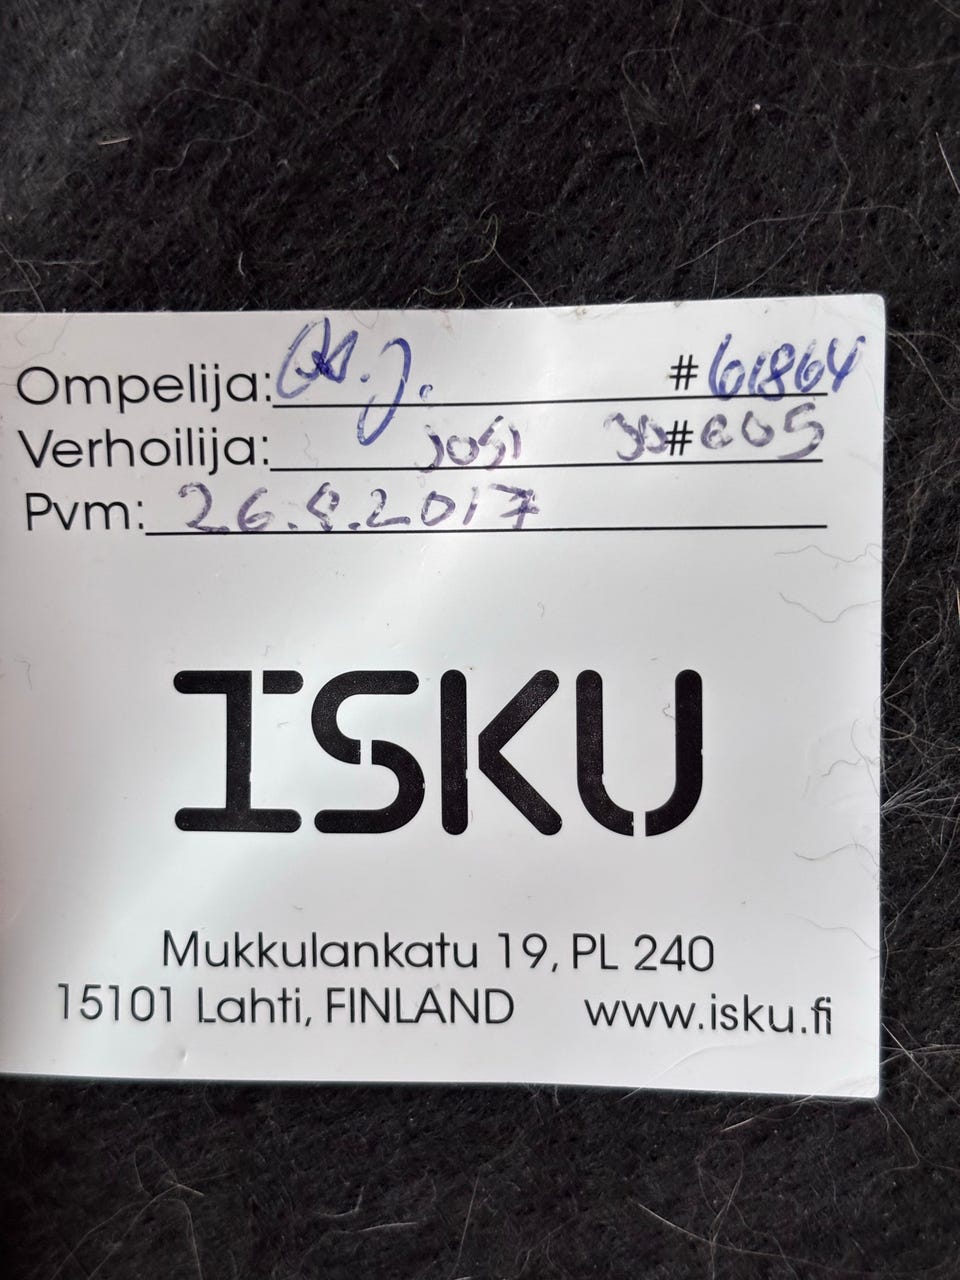 Ompelija: #61864
Verhoilija: Josi #605
Pvm: 26.9.2017
ISKU
Mukkulankatu 19, PL 240
15101 Lahti, FINLAND www.isku.fi